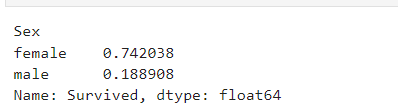 Sex
female    0.742038
male      0.188908
Name: Survived, dtype: float64